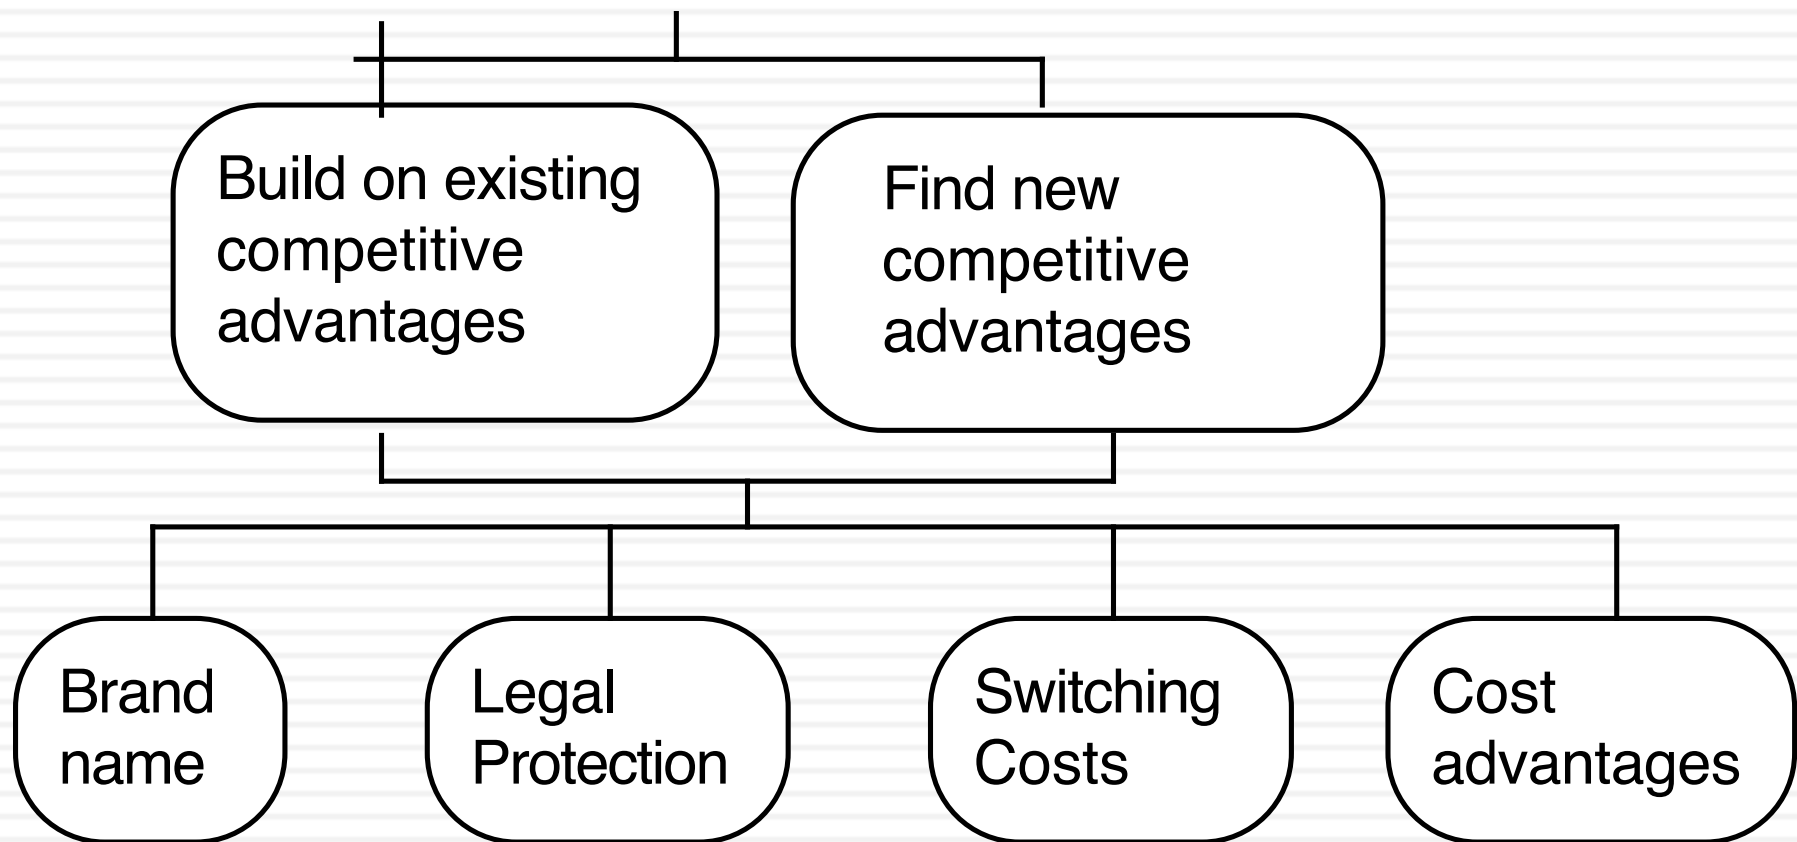 Build on existing
competitive
advantages
Find new
competitive
advantages
Brand
name
Legal
Protection
Switching
Costs
Cost
advantages